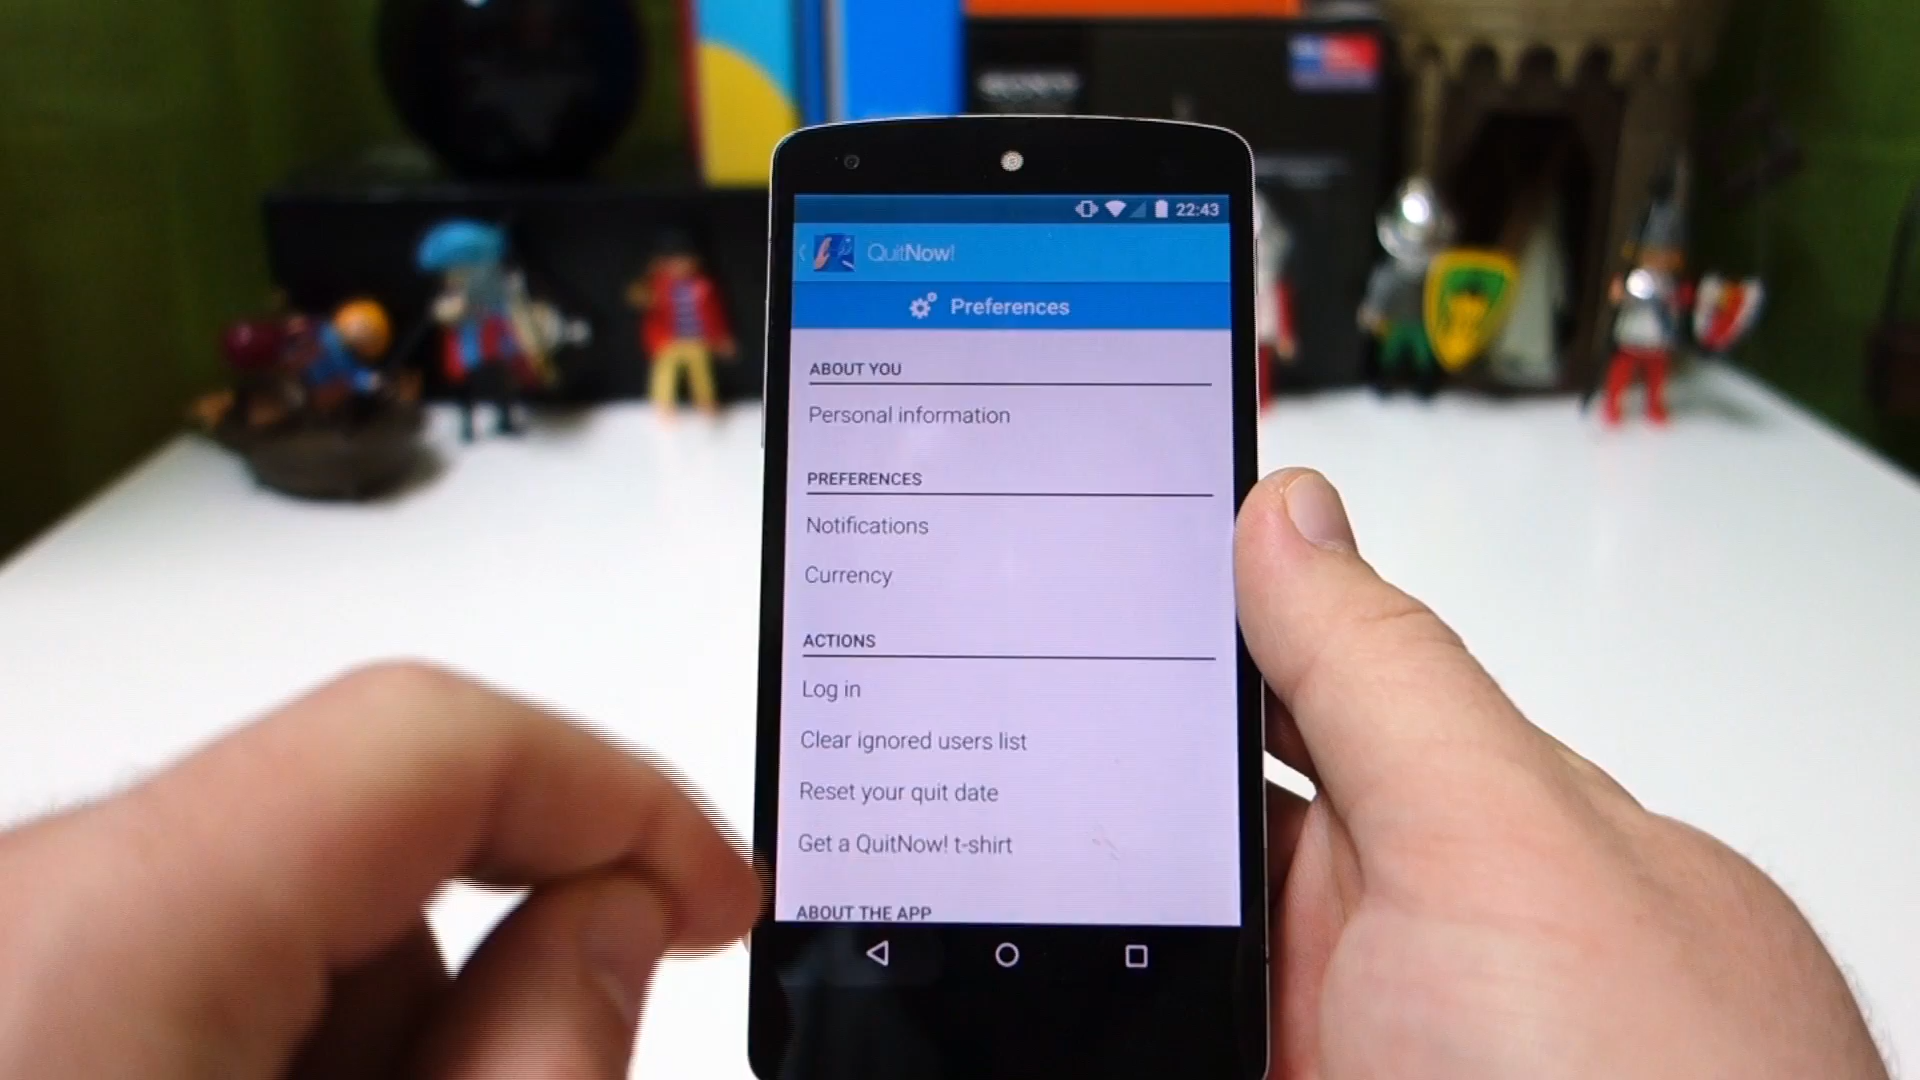 SONY
22:43
QuitNow!
Preferences
ABOUT YOU
Personal information
PREFERENCES
Notifications
Currency
ACTIONS
Log in
Clear ignored users list
Reset your quit date
Get a QuitNow! t-shirt
ABOUT THE APP